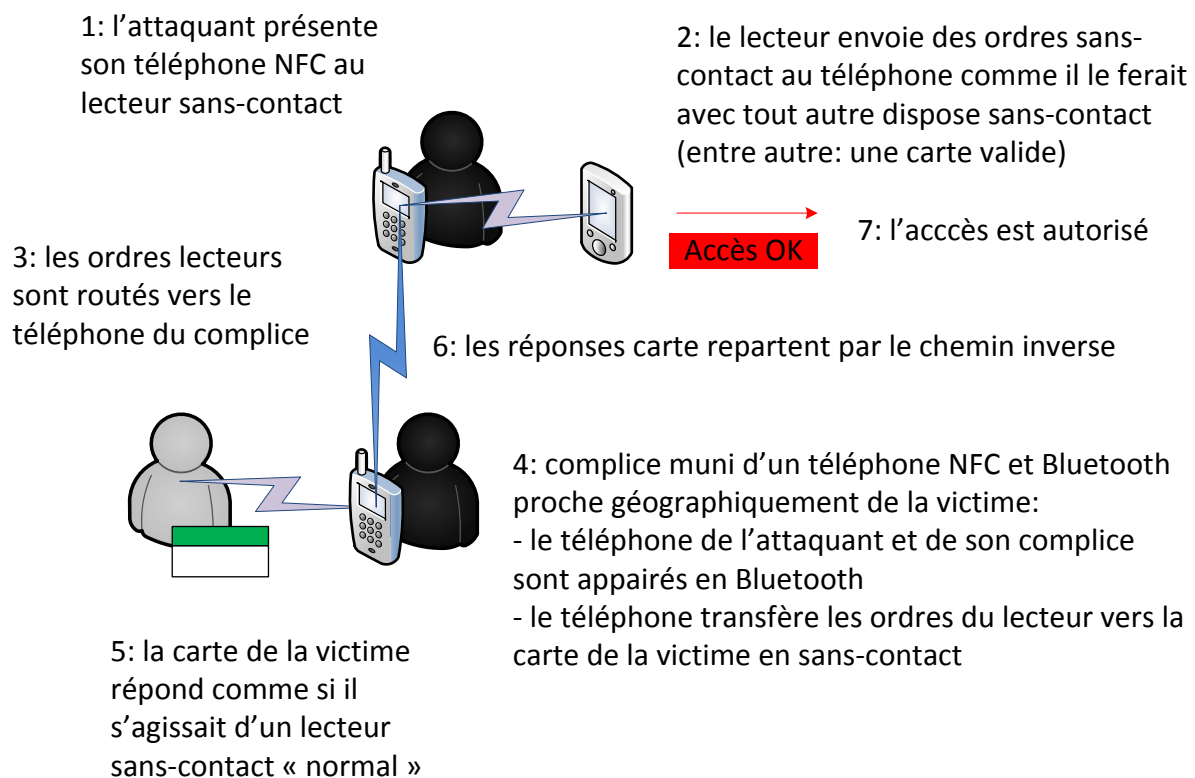 1: l’attaquant présente
son téléphone NFC au
lecteur sans-contact
2: le lecteur envoie des ordres sans-
contact au téléphone comme il le ferait
avec tout autre dispose sans-contact
(entre autre: une carte valide)
Accès OK
7: l’acccès est autorisé
3: les ordres lecteurs
sont routés vers le
téléphone du complice
6: les réponses carte repartent par le chemin inverse
4: complice muni d’un téléphone NFC et Bluetooth
proche géographiquement de la victime:
- le téléphone de l’attaquant et de son complice
sont appairés en Bluetooth
- le téléphone transfère les ordres du lecteur vers la
carte de la victime en sans-contact
5: la carte de la victime
répond comme si il
s’agissait d’un lecteur
sans-contact « normal »